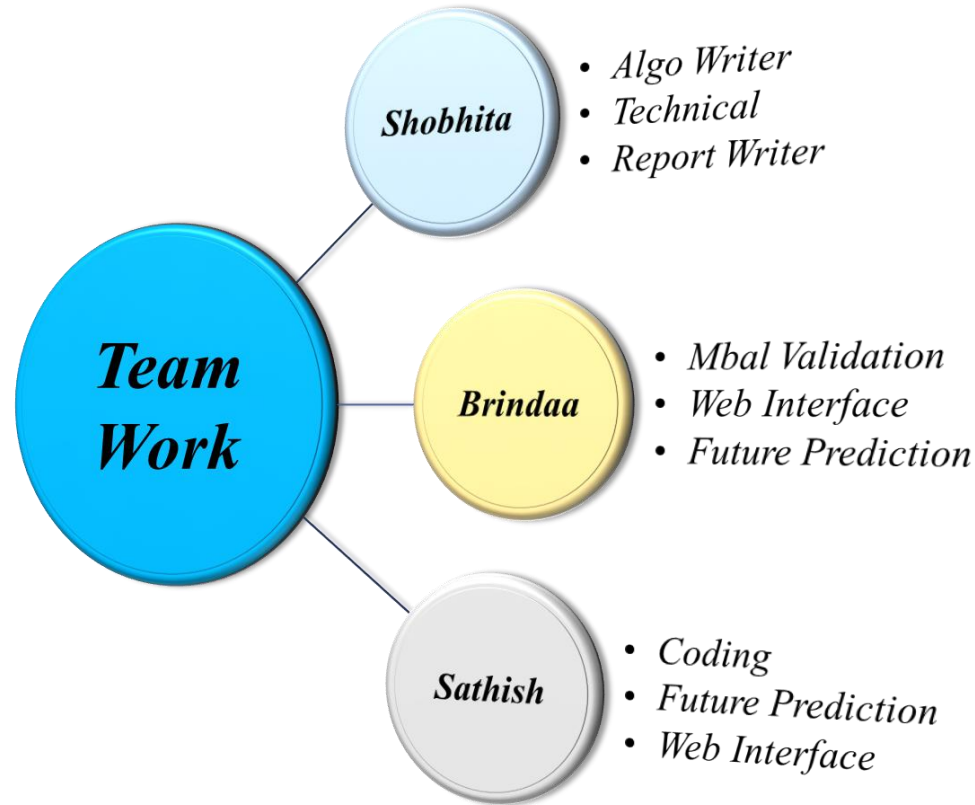 Team
Work
Shobhita
• Algo Writer
• Technical
• Report Writer
Brindaa
• Mbal Validation
• Web Interface
• Future Prediction
Sathish
• Coding
• Future Prediction
• Web Interface